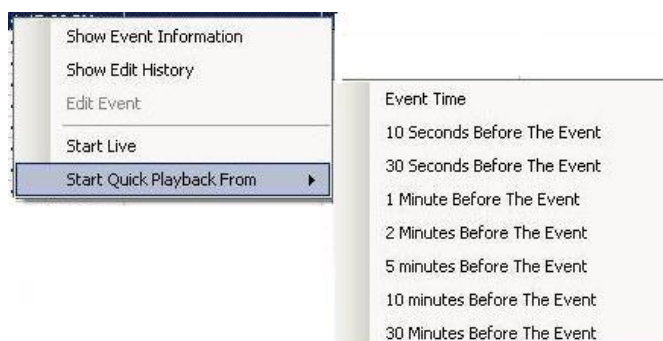 Show Event Information
Show Edit History
Edit Event
Start Live
Start Quick Playback From
Event Time
10 Seconds Before The Event
30 Seconds Before The Event
1 Minute Before The Event
2 Minutes Before The Event
5 minutes Before The Event
10 minutes Before The Event
30 Minutes Before The Event